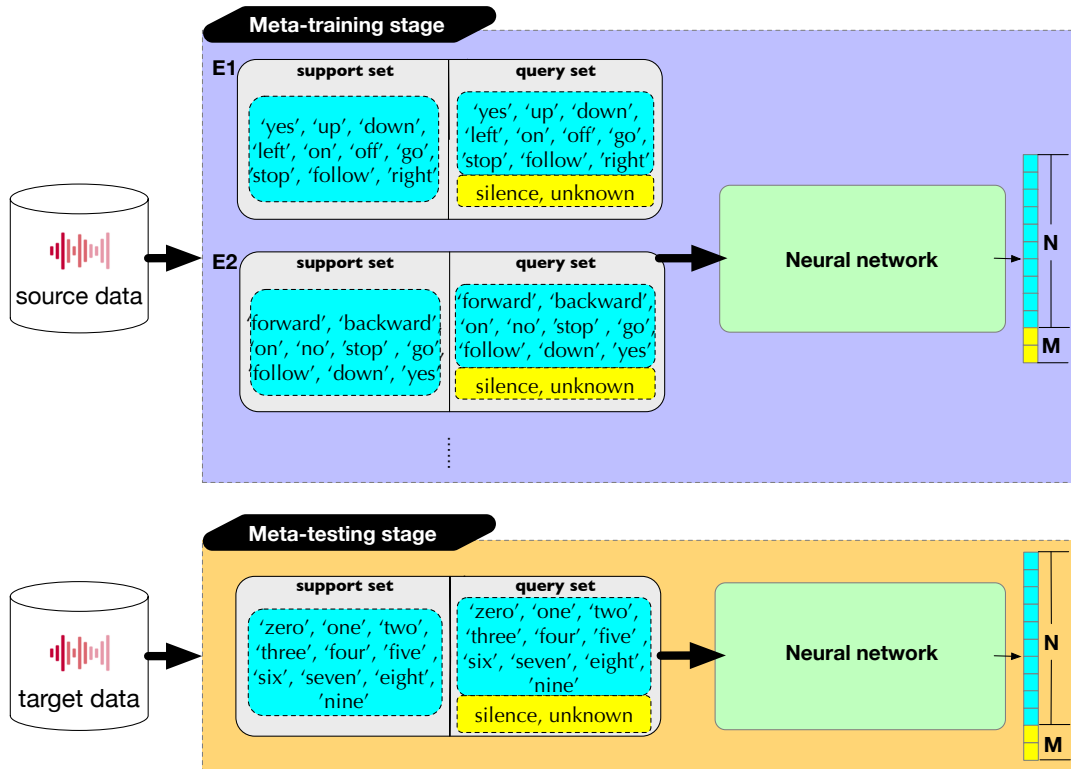 Meta-training stage
E1
support set
query set
‘yes’, ‘up’, ‘down’,
‘left’, ‘on’, ‘off’, ‘go’,
’stop’, ‘follow’, ’right’
‘yes’, ‘up’, ‘down’,
‘left’, ‘on’, ‘off’, ‘go’,
’stop’, ‘follow’, ’right’
silence, unknown
source data
E2
support set
query set
‘forward’, ‘backward’,
‘on’, ‘no’, ’stop’ , ‘go’,
‘follow’, ‘down’, ’yes’
‘forward’, ‘backward’,
‘on’, ‘no’, ’stop’ , ‘go’,
‘follow’, ‘down’, ’yes’
silence, unknown
Neural network
N
M
Meta-testing stage
support set
query set
‘zero’, ‘one’, ‘two’,
‘three’, ‘four’, ‘five’ ,
‘six’, ‘seven’, ‘eight’,
‘nine’
‘zero’, ‘one’, ‘two’,
‘three’, ‘four’, ‘five’ ,
‘six’, ‘seven’, ‘eight’,
‘nine’
silence, unknown
target data
Neural network
N
M